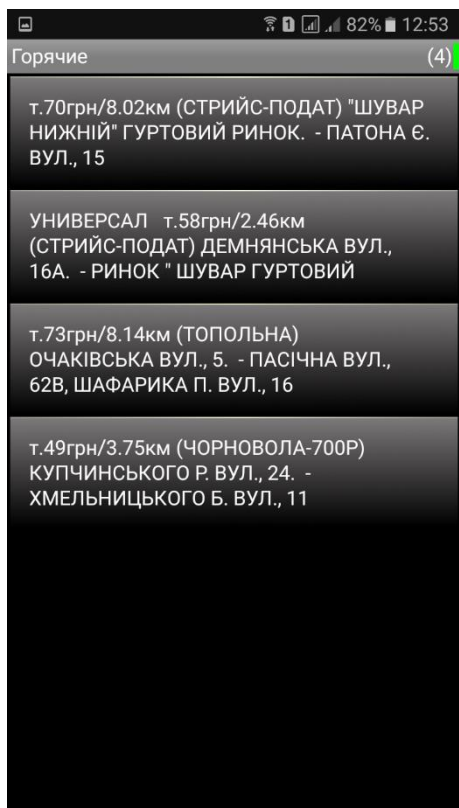 1 82% 12:53
Горячие (4)
т.70грн/8.02км (СТРИЙС-ПОДАТ) "ШУВАР
НИЖНІЙ" ГУРТОВИЙ РИНОК. - ПАТОНА Є.
ВУЛ., 15
УНИВЕРСАЛ т.58грн/2.46км
(СТРИЙС-ПОДАТ) ДЕМНЯНСЬКА ВУЛ.,
16А. - РИНОК " ШУВАР ГУРТОВИЙ
т.73грн/8.14км (ТОПОЛЬНА)
ОЧАКІВСЬКА ВУЛ., 5. - ПАСІЧНА ВУЛ.,
62В, ШАФАРИКА П. ВУЛ., 16
т.49грн/3.75км (ЧОРНОВОЛА-700Р)
КУПЧИНСЬКОГО Р. ВУЛ., 24. -
ХМЕЛЬНИЦЬКОГО Б. ВУЛ., 11